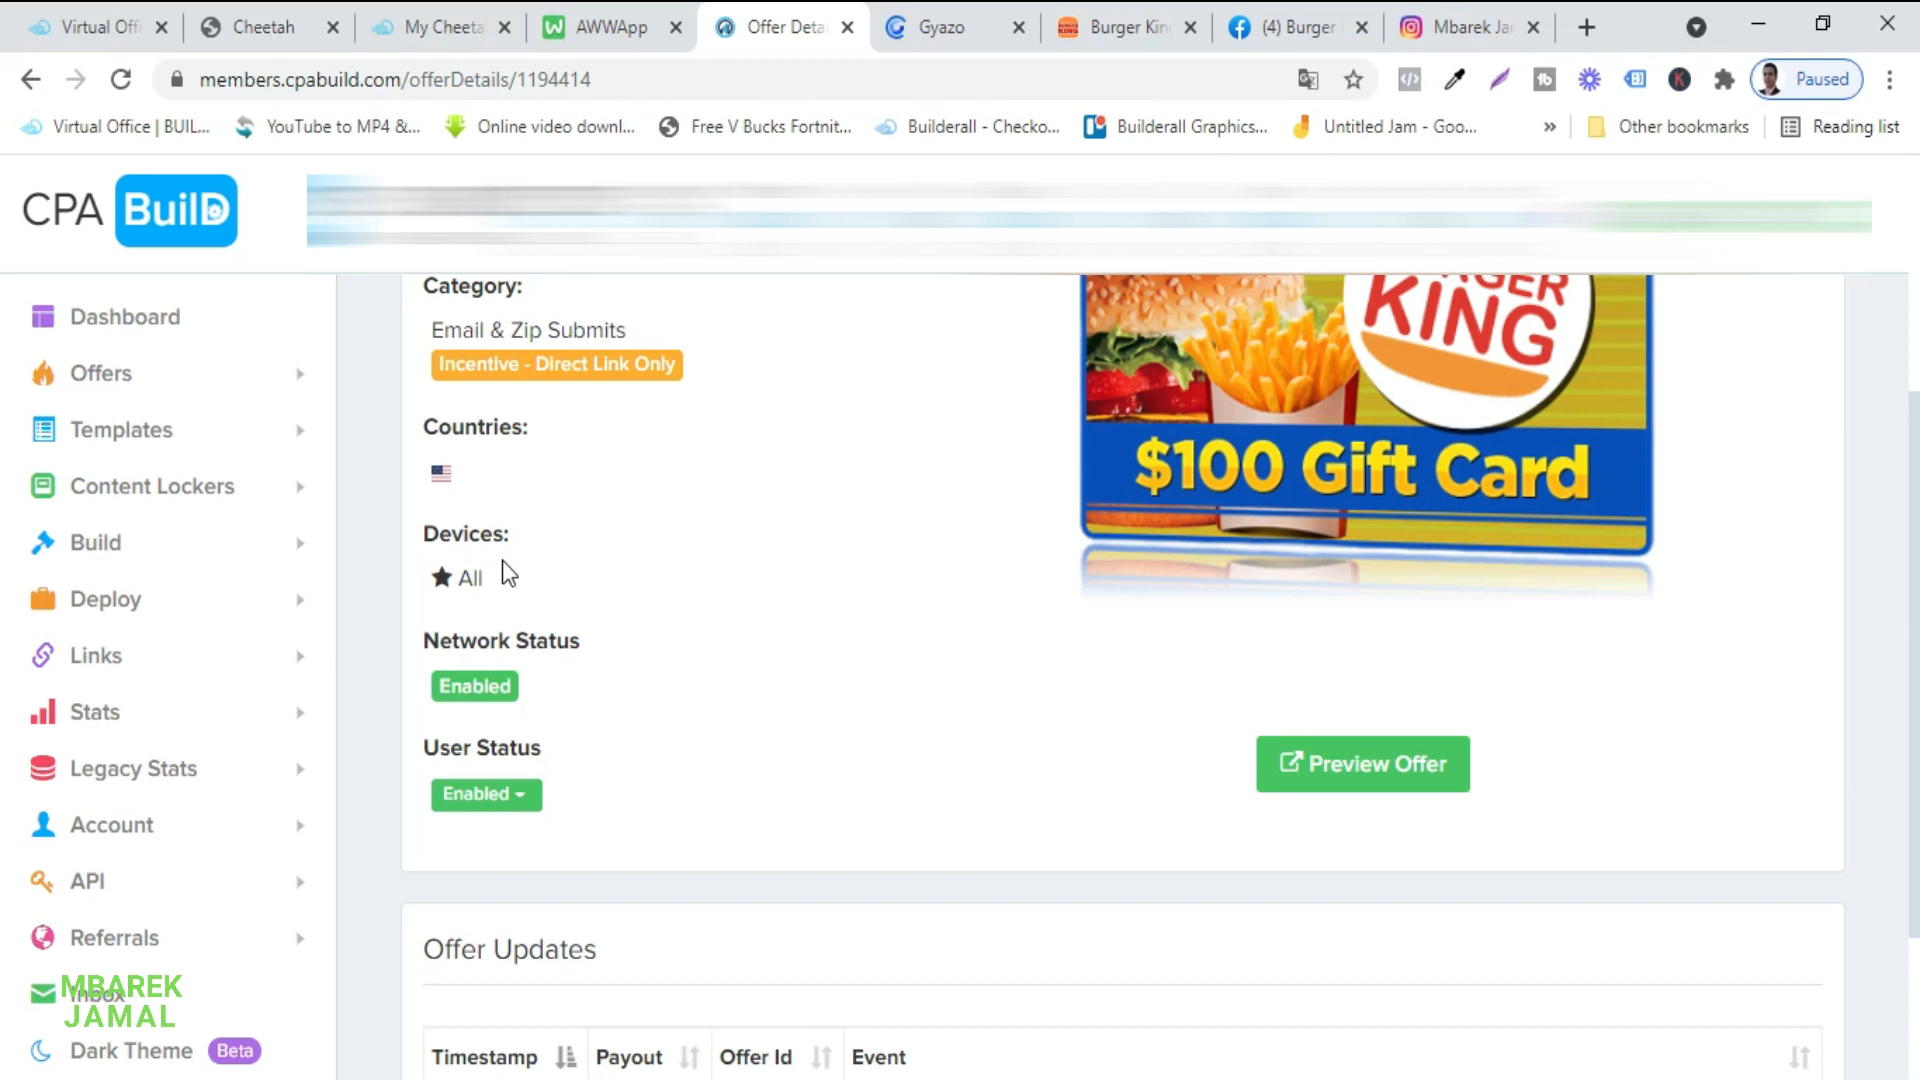 Virtual Offi
Cheetah
My Cheeta
AWWApp
Offer Deta
Gyazo
Burger Kin
(4) Burger
Mbarek Ja
members.cpabuild.com/offerDetails/1194414
Paused
Virtual Office | BUIL...
YouTube to MP4 &...
Online video downl...
Free V Bucks Fortnit...
Builderall - Checko...
Builderall Graphics...
Untitled Jam - Goo...
Other bookmarks
Reading list
CPA BuilD
Dashboard
Offers
Templates
Content Lockers
Build
Deploy
Links
Stats
Legacy Stats
Account
API
Referrals
Inbox
MBAREK
JAMAL
Dark Theme Beta
Category:
Email & Zip Submits
Incentive - Direct Link Only
Countries:
Devices:
All
Network Status
Enabled
User Status
Enabled
KING
$100 Gift Card
Preview Offer
Offer Updates
Timestamp Payout Offer Id Event